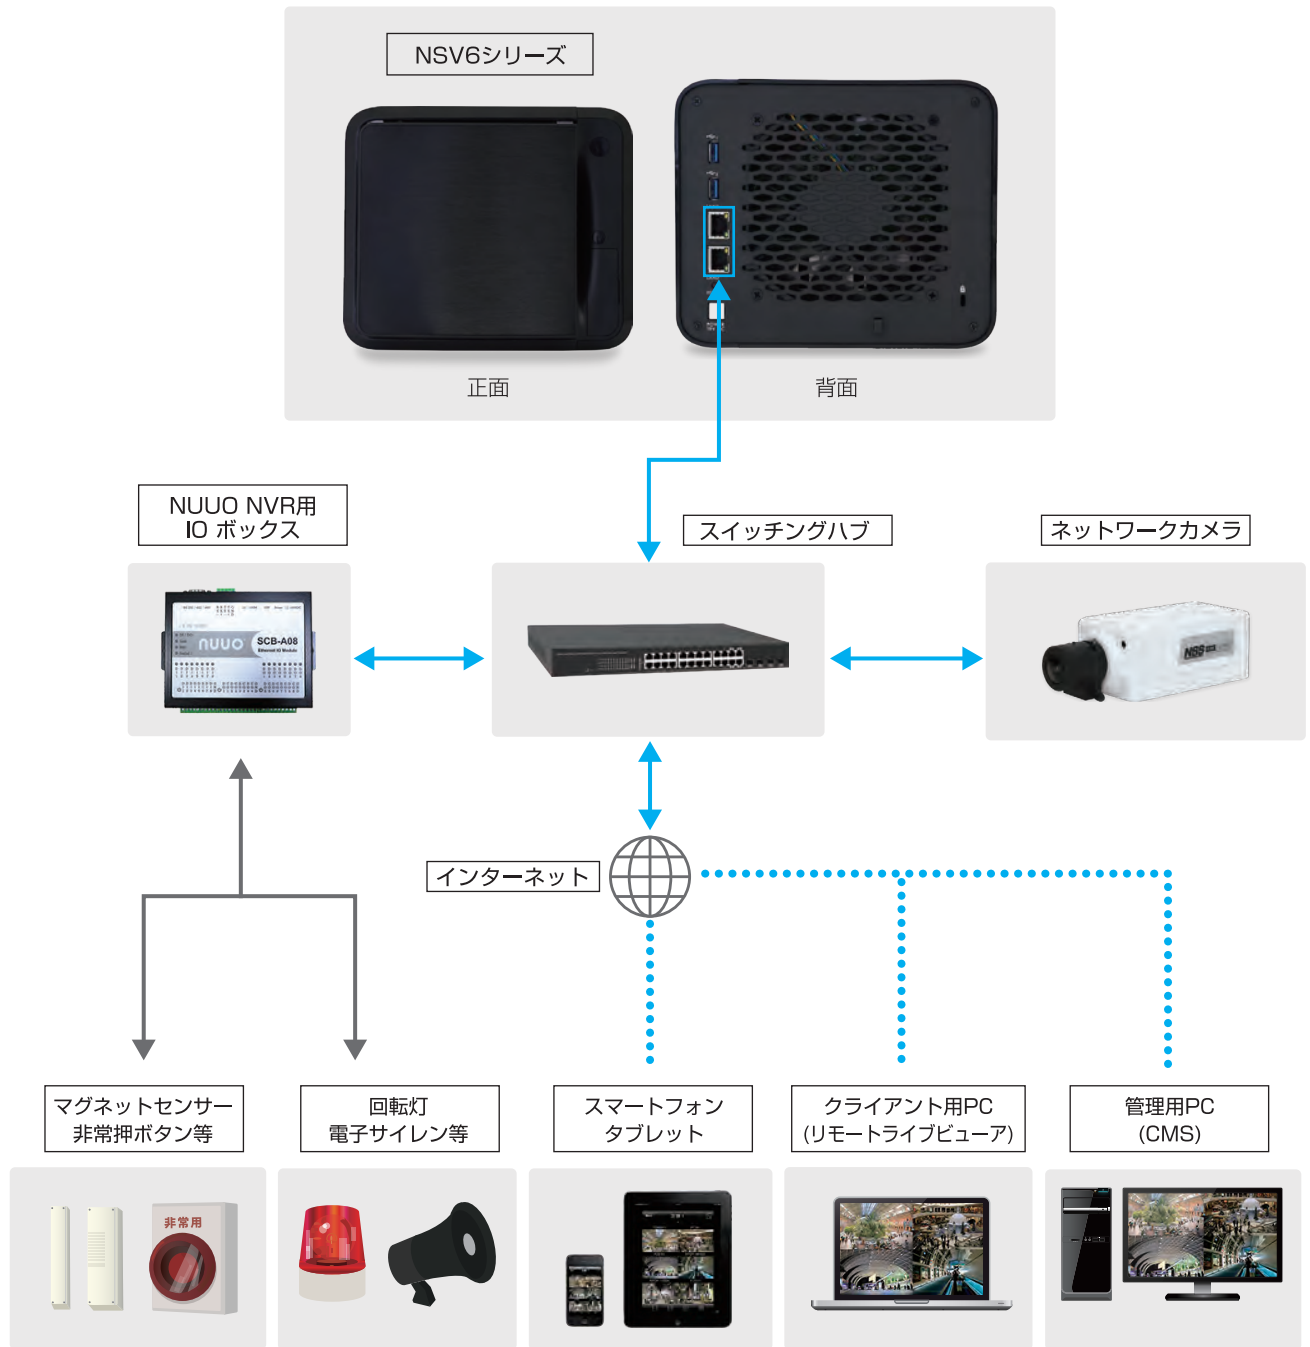 NSV6シリーズ
正面
背面
NUUO NVR用
IO ボックス
スイッチングハブ
ネットワークカメラ
nuuo
SCB-A08
Ethernet IO Module
NSS
インターネット
マグネットセンサー
非常押ボタン等
回転灯
電子サイレン等
スマートフォン
タブレット
クライアント用PC
(リモートライブビューア)
管理用PC
(CMS)
非常用